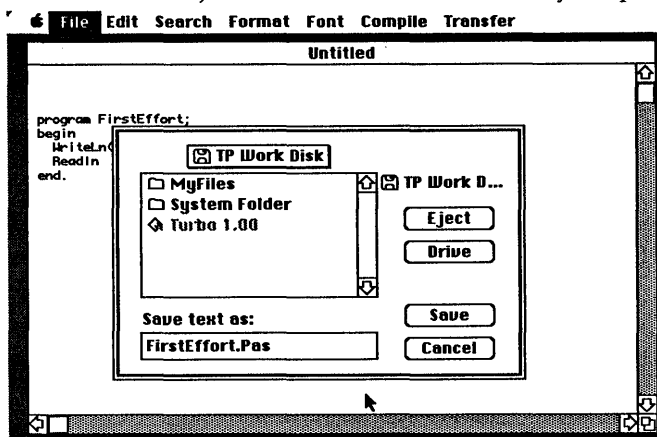 File Edit Search Format Font Compile Transfer
Untitled
program FirstEffort;
begin
WriteLn(
Readln
end.
TP Work Disk
MyFiles
System Folder
Turbo 1.00
TP Work D...
Eject
Drive
Save text as:
FirstEffort.Pas
Save
Cancel